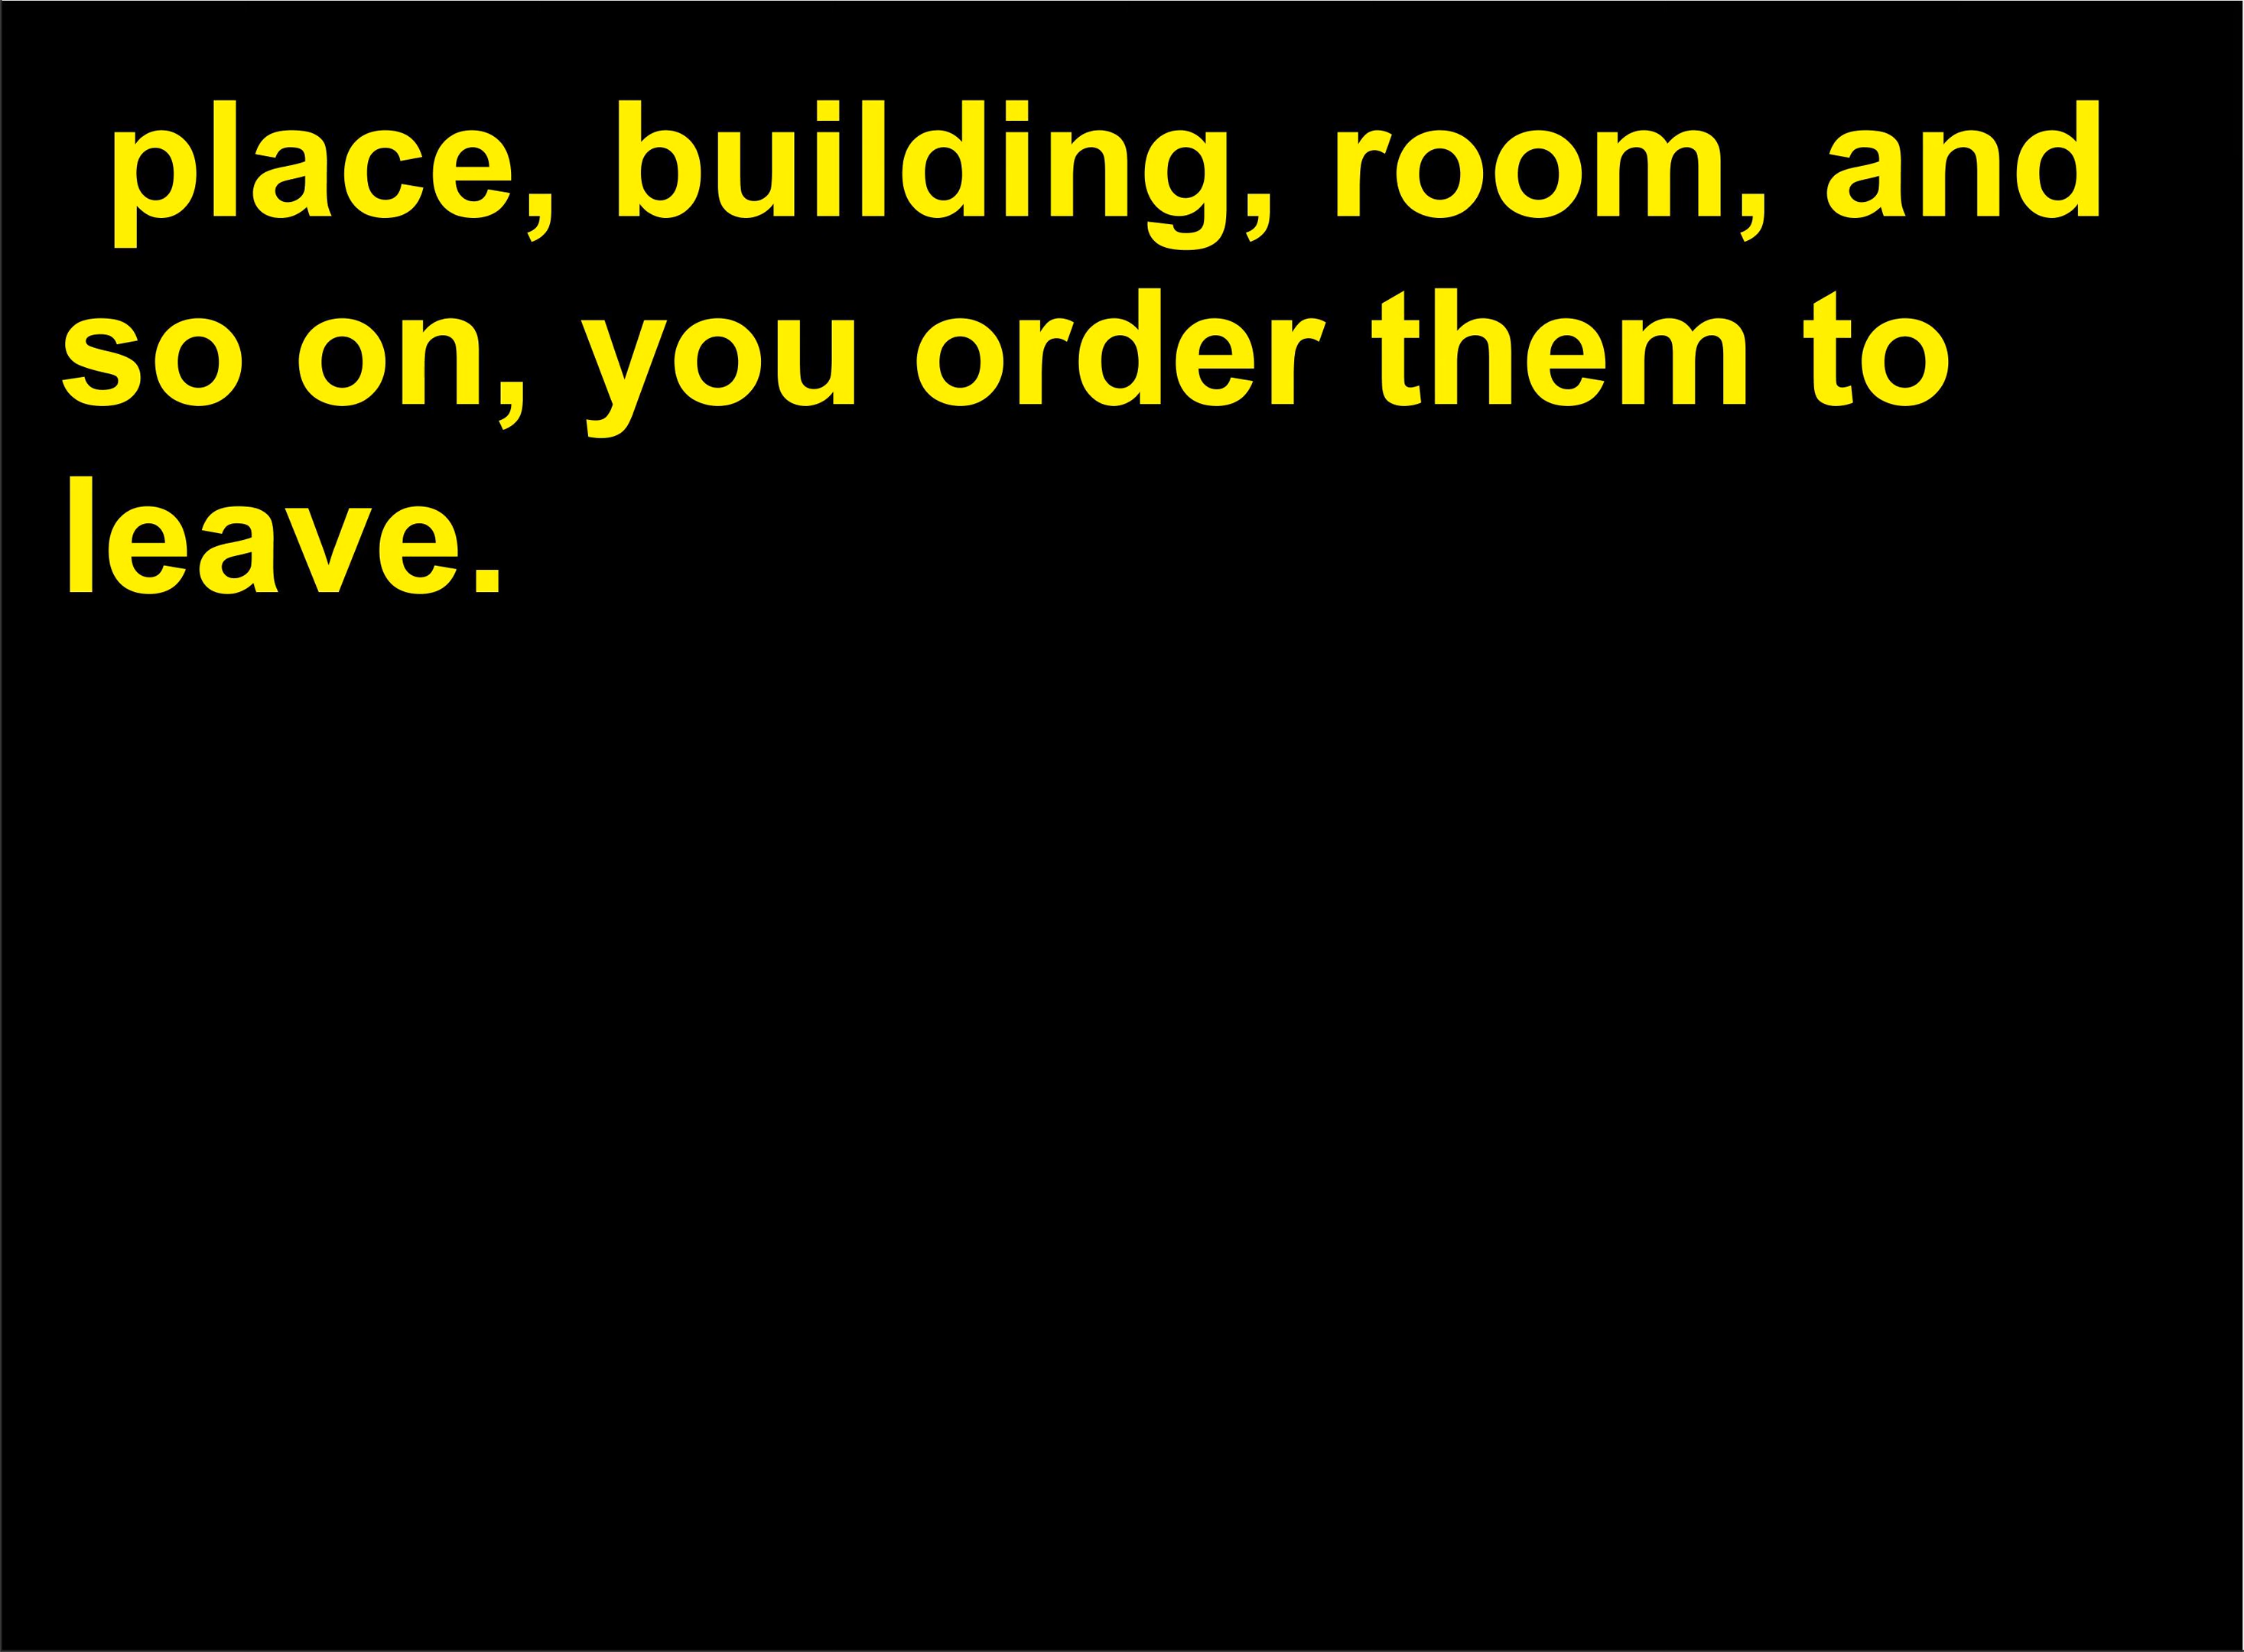 place, building, room, and
so on, you order them to
leave.